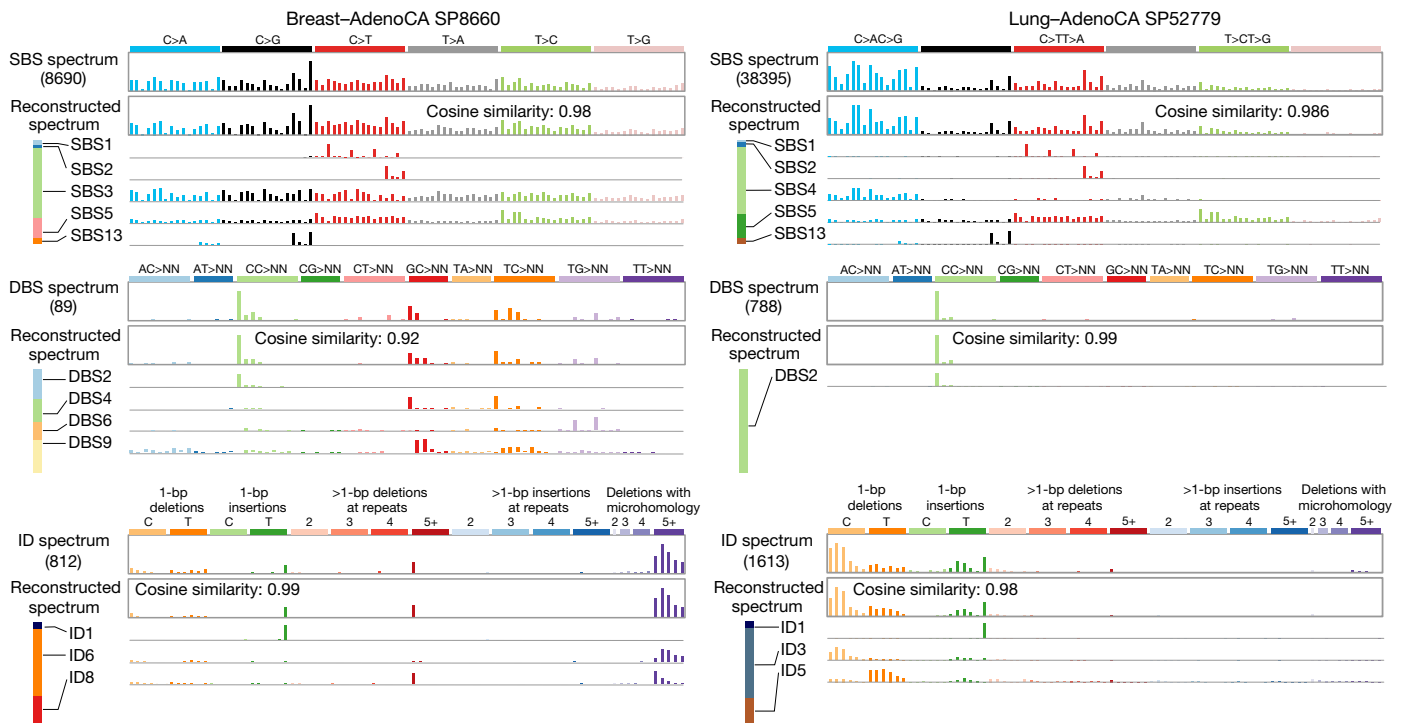 Breast–AdenoCA SP8660
C>A C>G C>T T>A T>C T>G
SBS spectrum
(8690)
Reconstructed
spectrum
Cosine similarity: 0.98
SBS1
SBS2
SBS3
SBS5
SBS13
AC>NN AT>NN CC>NN CG>NN CT>NN GC>NN TA>NN TC>NN TG>NN TT>NN
DBS spectrum
(89)
Reconstructed
spectrum
Cosine similarity: 0.92
DBS2
DBS4
DBS6
DBS9
1-bp
deletions
1-bp
insertions
>1-bp deletions
at repeats
>1-bp insertions
at repeats
Deletions with
microhomology
C T C T 2 3 4 5+ 2 3 4 5+ 2 3 4 5+
ID spectrum
(812)
Reconstructed
spectrum
Cosine similarity: 0.99
ID1
ID6
ID8
Lung–AdenoCA SP52779
C>AC>G C>TT>A T>CT>G
SBS spectrum
(38395)
Reconstructed
spectrum
Cosine similarity: 0.986
SBS1
SBS2
SBS4
SBS5
SBS13
AC>NN AT>NN CC>NN CG>NN CT>NN GC>NN TA>NN TC>NN TG>NN TT>NN
DBS spectrum
(788)
Reconstructed
spectrum
Cosine similarity: 0.99
DBS2
1-bp
deletions
1-bp
insertions
>1-bp deletions
at repeats
>1-bp insertions
at repeats
Deletions with
microhomology
C T C T 2 3 4 5+ 2 3 4 5+ 2 3 4 5+
ID spectrum
(1613)
Reconstructed
spectrum
Cosine similarity: 0.98
ID1
ID3
ID5